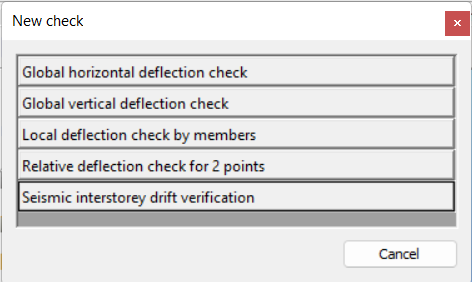 New check
Global horizontal deflection check
Global vertical deflection check
Local deflection check by members
Relative deflection check for 2 points
Seismic interstorey drift verification
Cancel